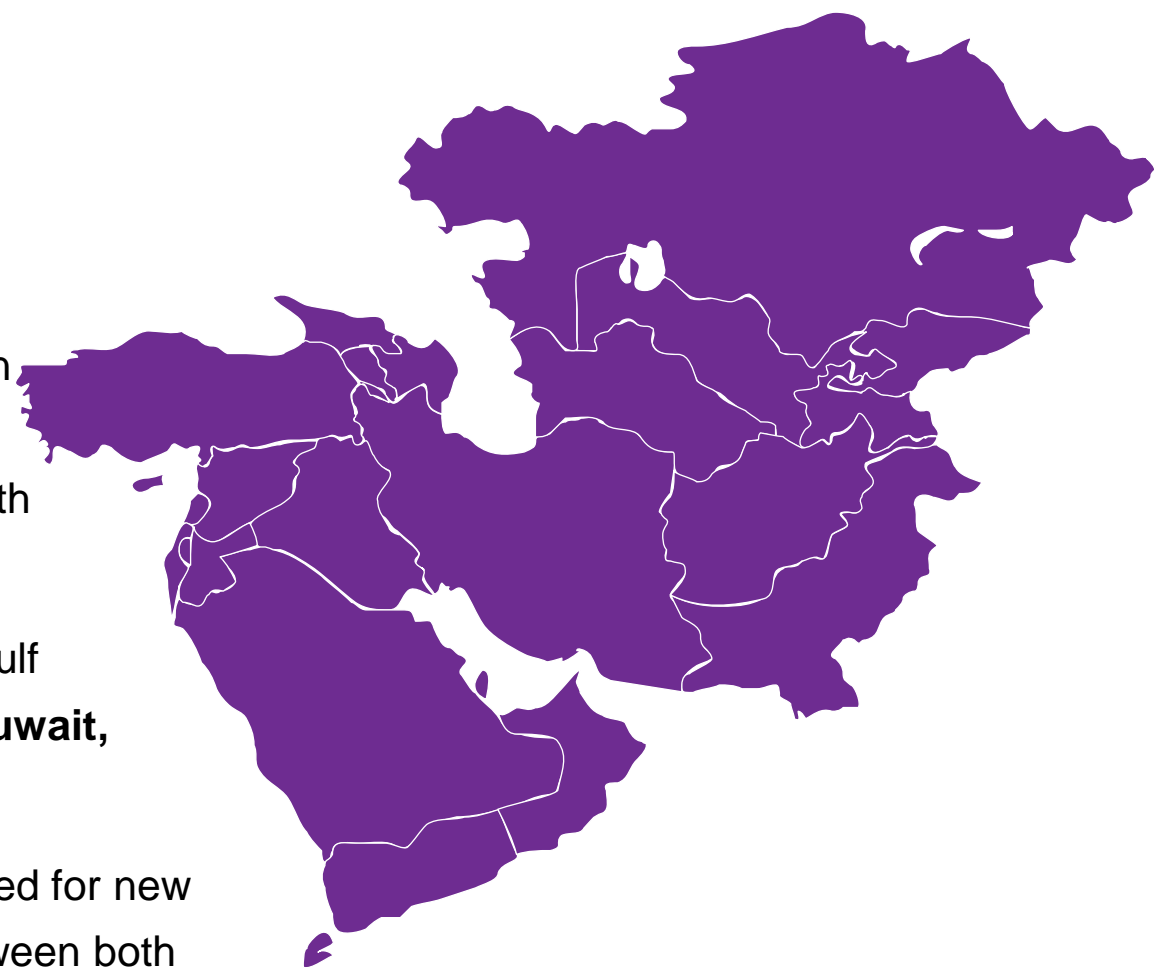 th
ulf
uwait,
ed for new
ween both